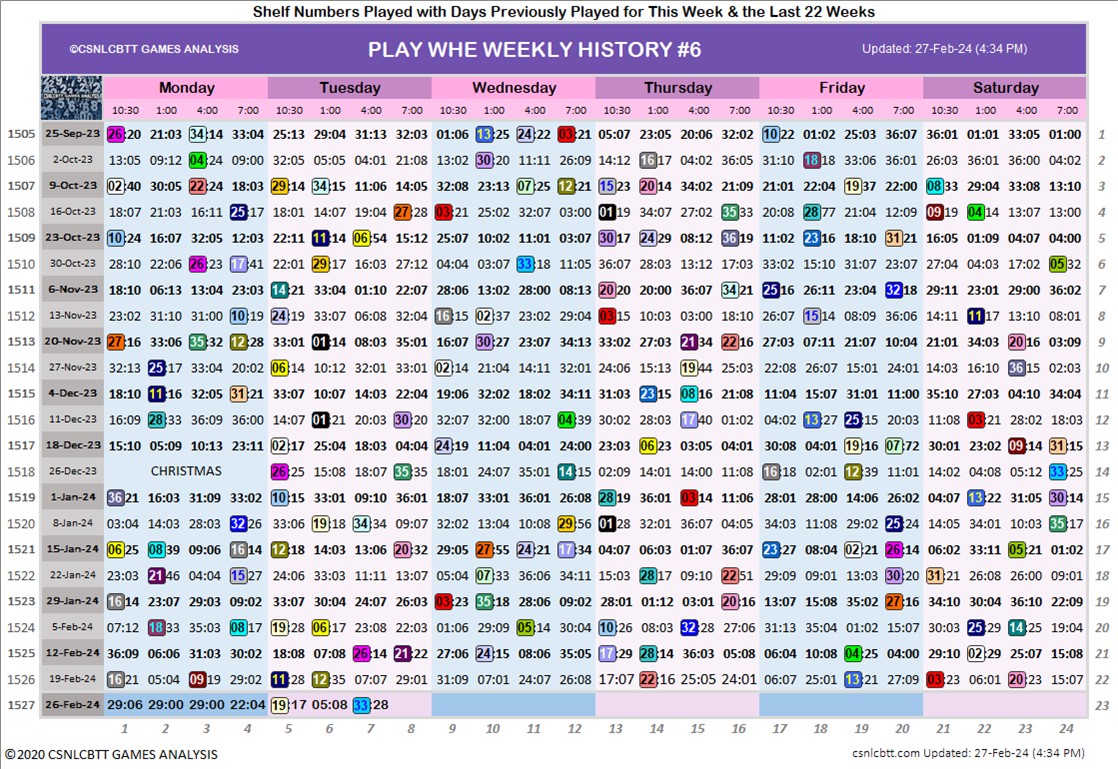 Shelf Numbers Played with Days Previously Played for This Week & the Last 22 Weeks
©CSNLCBTT GAMES ANALYSIS PLAY WHE WEEKLY HISTORY #6 Updated: 27-Feb-24 (4:34 PM)
Monday Tuesday Wednesday Thursday Friday Saturday
10:30 1:00 4:00 7:00 10:30 1:00 4:00 7:00 10:30 1:00 4:00 7:00 10:30 1:00 4:00 7:00 10:30 1:00 4:00 7:00 10:30 1:00 4:00 7:00
1505 25-Sep-23 26:20 21:03 34:14 33:04 25:13 29:04 31:13 32:03 01:06 13:25 24:22 03:21 05:07 23:05 20:06 32:02 10:22 01:02 25:03 36:07 36:01 01:01 33:05 01:00 1
1506 2-Oct-23 13:05 09:12 04:24 09:00 32:05 05:05 04:01 21:08 13:02 30:20 11:11 26:09 14:12 16:17 04:02 36:05 31:10 18:18 33:06 36:01 26:03 36:01 36:00 04:02 2
1507 9-Oct-23 02:40 30:05 22:24 18:03 29:14 34:15 11:06 14:05 32:08 23:13 07:25 12:21 15:23 20:14 34:02 21:09 21:01 22:04 19:37 22:00 08:33 29:04 33:08 13:10 3
1508 16-Oct-23 18:07 21:03 16:11 25:17 18:01 14:07 19:04 27:28 03:21 25:02 32:07 03:00 01:19 34:07 27:02 35:33 20:08 28:77 21:04 12:09 09:19 04:14 13:07 13:00 4
1509 23-Oct-23 10:24 16:07 32:05 12:03 22:11 11:14 06:54 15:12 25:07 10:02 11:01 03:07 30:17 24:29 08:12 36:19 11:02 23:16 18:10 31:21 16:05 01:09 04:07 04:00 5
1510 30-Oct-23 28:10 22:06 26:23 17:41 22:01 29:17 16:03 27:12 04:04 03:07 33:18 11:05 36:07 28:03 13:12 17:03 33:02 15:10 31:07 37:07 27:04 04:03 17:02 05:32 6
1511 6-Nov-23 18:10 06:13 13:04 23:03 14:21 33:04 01:10 22:07 28:06 13:02 28:00 08:13 20:20 20:00 36:07 34:21 25:16 26:11 23:07 32:18 29:11 23:01 29:00 36:02 7
1512 13-Nov-23 23:02 31:10 31:00 10:19 24:19 33:07 06:08 32:04 16:15 02:37 23:02 29:04 03:15 10:03 03:00 18:10 26:07 15:14 08:09 36:06 14:11 11:17 13:10 08:01 8
1513 20-Nov-23 27:16 33:06 35:32 12:28 33:01 01:14 08:03 35:01 16:07 30:27 23:07 13:14 33:02 27:03 21:34 22:16 27:03 07:11 21:07 10:04 21:01 08:03 20:16 03:09 9
1514 27-Nov-23 32:13 25:17 33:04 20:02 06:14 10:12 32:01 33:01 02:14 21:04 14:11 32:01 24:06 15:13 19:44 25:03 22:08 26:07 15:01 24:01 14:03 10:04 36:15 02:03 10
1515 4-Dec-23 18:10 11:16 32:05 31:21 33:07 10:07 14:03 22:04 19:06 32:02 18:02 34:11 31:03 23:15 08:16 21:08 11:04 15:07 31:01 11:00 35:10 27:03 04:10 34:04 11
1516 11-Dec-23 16:09 28:33 36:09 36:00 14:07 01:21 20:03 30:20 32:07 32:00 18:07 04:39 30:02 28:03 17:40 01:02 04:02 13:27 25:15 20:03 11:08 03:21 28:02 18:03 12
1517 18-Dec-23 15:10 05:09 10:13 23:11 02:17 25:04 18:03 04:04 24:19 11:04 04:01 24:00 23:03 06:23 03:05 04:01 30:08 04:01 19:16 07:72 30:01 23:02 09:14 31:15 13
1518 26-Dec-23 CHRISTMAS 26:25 15:08 18:07 35:35 18:01 24:07 35:01 14:15 02:09 14:01 14:00 11:08 16:18 02:01 12:39 11:01 14:02 23:08 05:12 33:25 14
1519 1-Jan-24 36:21 16:03 31:09 33:02 10:15 33:01 09:10 36:01 18:07 33:01 36:01 26:08 28:19 36:01 03:14 11:06 28:01 28:00 14:06 26:02 04:07 13:22 31:05 30:14 15
1520 8-Jan-24 03:04 14:03 28:03 32:26 33:06 19:18 34:34 09:07 32:02 13:04 10:08 29:56 01:28 32:01 36:07 04:05 34:03 11:08 29:02 25:24 14:05 34:01 10:03 35:17 16
1521 15-Jan-24 06:25 08:39 09:06 16:14 12:18 14:03 13:06 20:32 29:05 27:55 24:21 17:34 04:07 06:03 01:07 36:07 23:27 08:04 02:21 26:14 06:02 33:11 05:21 01:02 17
1522 22-Jan-24 23:03 21:46 04:04 15:27 24:06 33:03 11:11 13:07 05:04 07:33 36:06 34:11 15:03 28:17 09:10 22:51 29:09 09:01 13:03 30:20 31:21 26:08 26:00 09:01 18
1523 29-Jan-24 16:14 23:07 24:05 09:02 33:07 30:04 24:07 26:03 03:23 35:18 28:06 09:02 28:01 01:12 03:01 20:16 13:07 15:08 35:02 27:16 34:10 30:04 36:10 22:09 19
1524 5-Feb-24 07:12 18:33 35:03 08:17 19:28 06:17 23:08 22:03 01:06 29:09 05:14 30:04 10:26 08:03 32:28 27:06 31:13 35:04 01:02 15:07 30:03 25:29 14:25 19:04 20
1525 12-Feb-24 36:09 06:06 31:03 30:02 18:08 07:08 26:14 21:22 27:06 24:15 08:06 35:05 17:29 28:14 36:03 05:08 06:04 10:08 04:25 04:00 29:10 02:29 25:07 15:08 21
1526 19-Feb-24 16:21 05:04 09:19 29:02 11:28 12:35 07:07 29:01 31:09 07:01 24:07 26:08 17:07 22:16 25:05 24:01 06:07 25:01 13:21 27:09 03:23 06:01 20:23 15:07 22
1527 26-Feb-24 29:06 29:00 29:00 22:04 19:17 05:08 33:28 23
1 2 3 4 5 6 7 8 9 10 11 12 13 14 15 16 17 18 19 20 21 22 23 24
©2020 CSNLCBTT GAMES ANALYSIS csnlcbtt.com Updated: 27-Feb-24 (4:34 PM)